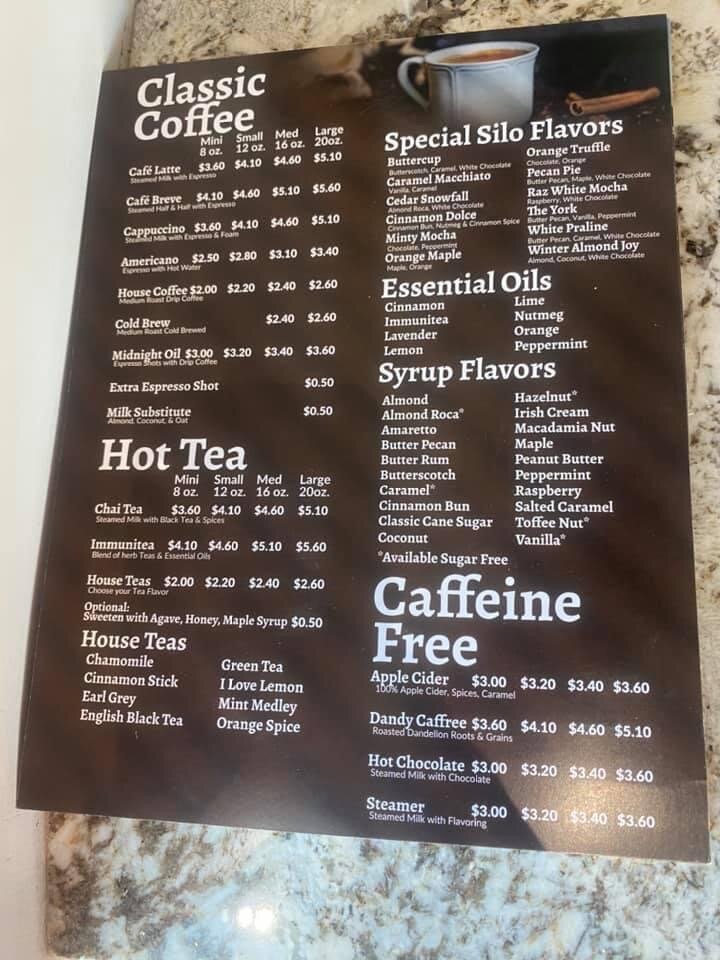 Classic
Coffee
Mini Small Med Large
8 oz. 12 oz. 16 oz. 20oz.
Café Latte $3.60 $4.10 $4.60 $5.10
Steamed Milk with Espresso
Café Breve $4.10 $4.60 $5.10 $5.60
Steamed Half & Half with Espresso
Cappuccino $3.60 $4.10 $4.60 $5.10
Steamed Milk with Espresso & Foam
Americano $2.50 $2.80 $3.10 $3.40
Espresso with Hot Water
House Coffee $2.00 $2.20 $2.40 $2.60
Medium Roast Drip Coffee
Cold Brew $2.40 $2.60
Medium Roast Cold Brewed
Midnight Oil $3.00 $3.20 $3.40 $3.60
Espresso Shots with Drip Coffee
Extra Espresso Shot $0.50
Milk Substitute $0.50
Almond, Coconut, & Oat
Hot Tea
Mini Small Med Large
8 oz. 12 oz. 16 oz. 20oz.
Chai Tea $3.60 $4.10 $4.60 $5.10
Steamed Milk with Black Tea & Spices
Immunitea $4.10 $4.60 $5.10 $5.60
Blend of herb Teas & Essential Oils
House Teas $2.00 $2.20 $2.40 $2.60
Choose your Tea Flavor
Optional:
Sweeten with Agave, Honey, Maple Syrup $0.50
House Teas
Chamomile
Cinnamon Stick
Earl Grey
English Black Tea
Green Tea
I Love Lemon
Mint Medley
Orange Spice
Special Silo Flavors
Buttercup
Butterscotch, Caramel, White Chocolate
Caramel Macchiato
Vanilla, Caramel
Cedar Snowfall
Almond Roca, White Chocolate
Cinnamon Dolce
Cinnamon Bun, Nutmeg & Cinnamon Spice
Minty Mocha
Chocolate, Peppermint
Orange Maple
Maple, Orange
Orange Truffle
Chocolate, Orange
Pecan Pie
Butter Pecan, Maple, White Chocolate
Raz White Mocha
Raspberry, White Chocolate
The York
Butter Pecan, Vanilla, Peppermint
White Praline
Butter Pecan, Caramel, White Chocolate
Winter Almond Joy
Almond, Coconut, White Chocolate
Essential Oils
Cinnamon
Immunitea
Lavender
Lemon
Lime
Nutmeg
Orange
Peppermint
Syrup Flavors
Almond
Almond Roca*
Amaretto
Butter Pecan
Butter Rum
Butterscotch
Caramel*
Cinnamon Bun
Classic Cane Sugar
Coconut
Hazelnut*
Irish Cream
Macadamia Nut
Maple
Peanut Butter
Peppermint
Raspberry
Salted Caramel
Toffee Nut*
Vanilla*
*Available Sugar Free
Caffeine
Free
Apple Cider $3.00 $3.20 $3.40 $3.60
100% Apple Cider, Spices, Caramel
Dandy Caffree $3.60 $4.10 $4.60 $5.10
Roasted Dandelion Roots & Grains
Hot Chocolate $3.00 $3.20 $3.40 $3.60
Steamed Milk with Chocolate
Steamer $3.00 $3.20 $3.40 $3.60
Steamed Milk with Flavoring